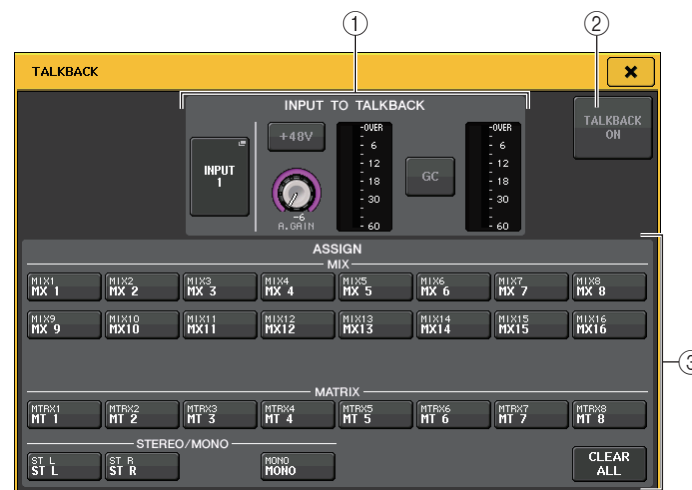 1 2
TALKBACK ×
INPUT TO TALKBACK
TALKBACK
ON
INPUT
1
+48V
-6
A.GAIN
-OVER
- 6
- 12
- 18
- 30
- 60
GC
-OVER
- 6
- 12
- 18
- 30
- 60
3
ASSIGN
MIX
MIX1 MIX2 MIX3 MIX4 MIX5 MIX6 MIX7 MIX8
MX 1 MX 2 MX 3 MX 4 MX 5 MX 6 MX 7 MX 8
MIX9 MIX10 MIX11 MIX12 MIX13 MIX14 MIX15 MIX16
MX 9 MX10 MX11 MX12 MX13 MX14 MX15 MX16
MATRIX
MTRX1 MTRX2 MTRX3 MTRX4 MTRX5 MTRX6 MTRX7 MTRX8
MT 1 MT 2 MT 3 MT 4 MT 5 MT 6 MT 7 MT 8
STEREO/MONO
ST L ST R MONO
ST L ST R MONO
CLEAR
ALL